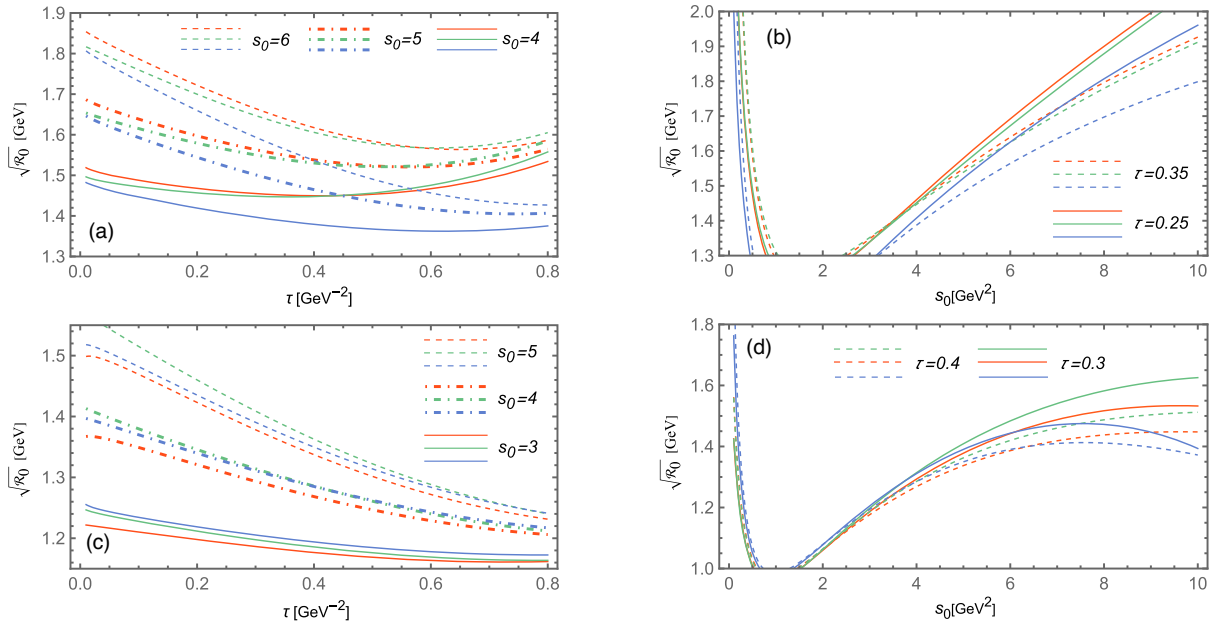 1.9
1.8
1.7
1.6
1.5
1.4
1.3
√R₀ [GeV]
s₀=6 s₀=5 s₀=4
(a)
0.0 0.2 0.4 0.6 0.8
τ [GeV⁻²]
2.0
1.9
1.8
1.7
1.6
1.5
1.4
1.3
√R₀ [GeV]
(b)
τ=0.35
τ=0.25
0 2 4 6 8 10
s₀[GeV²]
1.5
1.4
1.3
1.2
√R₀ [GeV]
s₀=5
s₀=4
s₀=3
(c)
0.0 0.2 0.4 0.6 0.8
τ [GeV⁻²]
1.8
1.6
1.4
1.2
1.0
√R₀ [GeV]
(d)
τ=0.4 τ=0.3
0 2 4 6 8 10
s₀[GeV²]